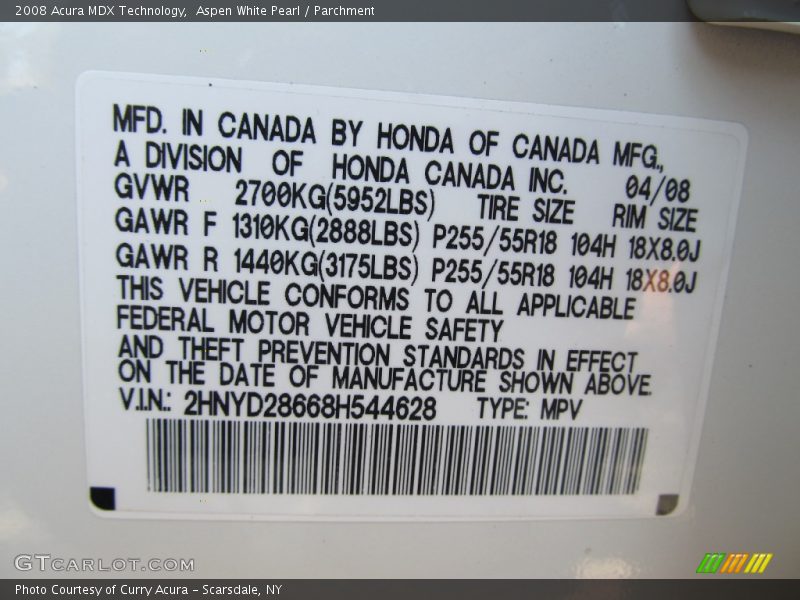 2008 Acura MDX Technology,  Aspen White Pearl / Parchment
MFD. IN CANADA BY HONDA OF CANADA MFG.,
A DIVISION OF HONDA CANADA INC. 04/08
GVWR 2700KG(5952LBS) TIRE SIZE RIM SIZE
GAWR F 1310KG(2888LBS) P255/55R18 104H 18X8.0J
GAWR R 1440KG(3175LBS) P255/55R18 104H 18X8.0J
THIS VEHICLE CONFORMS TO ALL APPLICABLE
FEDERAL MOTOR VEHICLE SAFETY
AND THEFT PREVENTION STANDARDS IN EFFECT
ON THE DATE OF MANUFACTURE SHOWN ABOVE.
V.I.N.: 2HNYD28668H544628 TYPE: MPV
GTCARLOT.COM
Photo Courtesy of Curry Acura - Scarsdale, NY